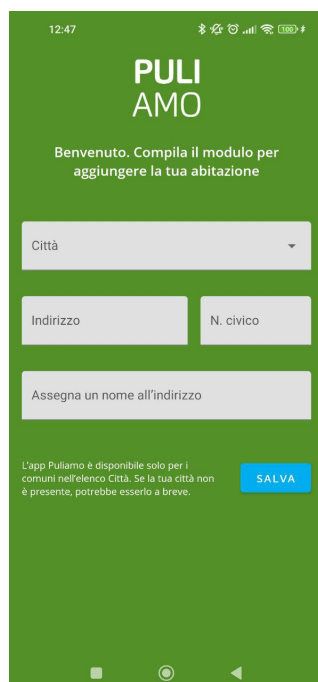 12:47
100
PULI
AMO
Benvenuto. Compila il modulo per
aggiungere la tua abitazione
Città
Indirizzo
N. civico
Assegna un nome all'indirizzo
L'app Puliamo è disponibile solo per i
comuni nell'elenco Città. Se la tua città non
è presente, potrebbe esserlo a breve.
SALVA